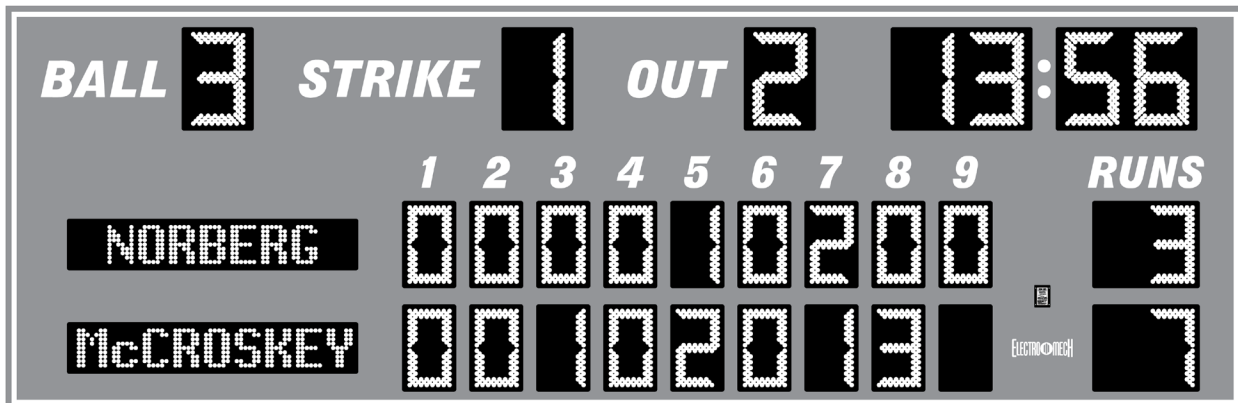 BALL 3 STRIKE 1 OUT 2 13:56
1 2 3 4 5 6 7 8 9 RUNS
NORBERG 0 0 0 0 1 0 2 0 0 3
McCROSKEY 0 0 1 0 2 0 1 3 7
ELECTRO-MECH